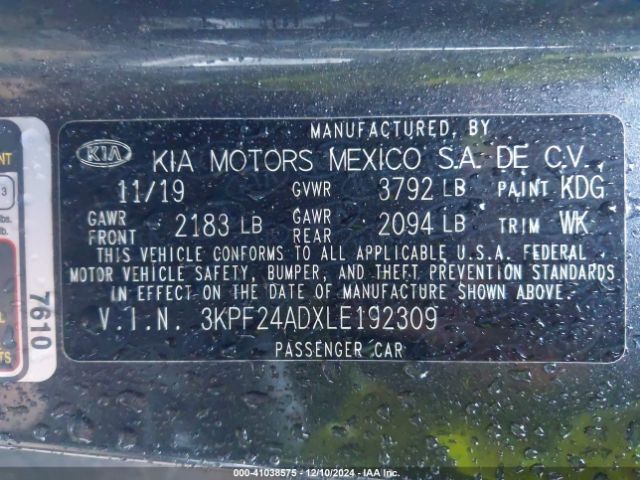 MANUFACTURED. BY
KIA KIA MOTORS MEXICO S.A. DE C.V.
11/19 GVWR 3792 LB PAINT KDG
GAWR FRONT 2183 LB GAWR REAR 2094 LB TRIM WK
THIS VEHICLE CONFORMS TO ALL APPLICABLE U.S.A. FEDERAL
MOTOR VEHICLE SAFETY, BUMPER, AND THEFT PREVENTION STANDARDS
IN EFFECT ON THE DATE OF MANUFACTURE SHOWN ABOVE.
V.I.N. 3KPF24ADXLE192309
PASSENGER CAR
7610
000-41038575 - 12/10/2024 - IAA Inc.